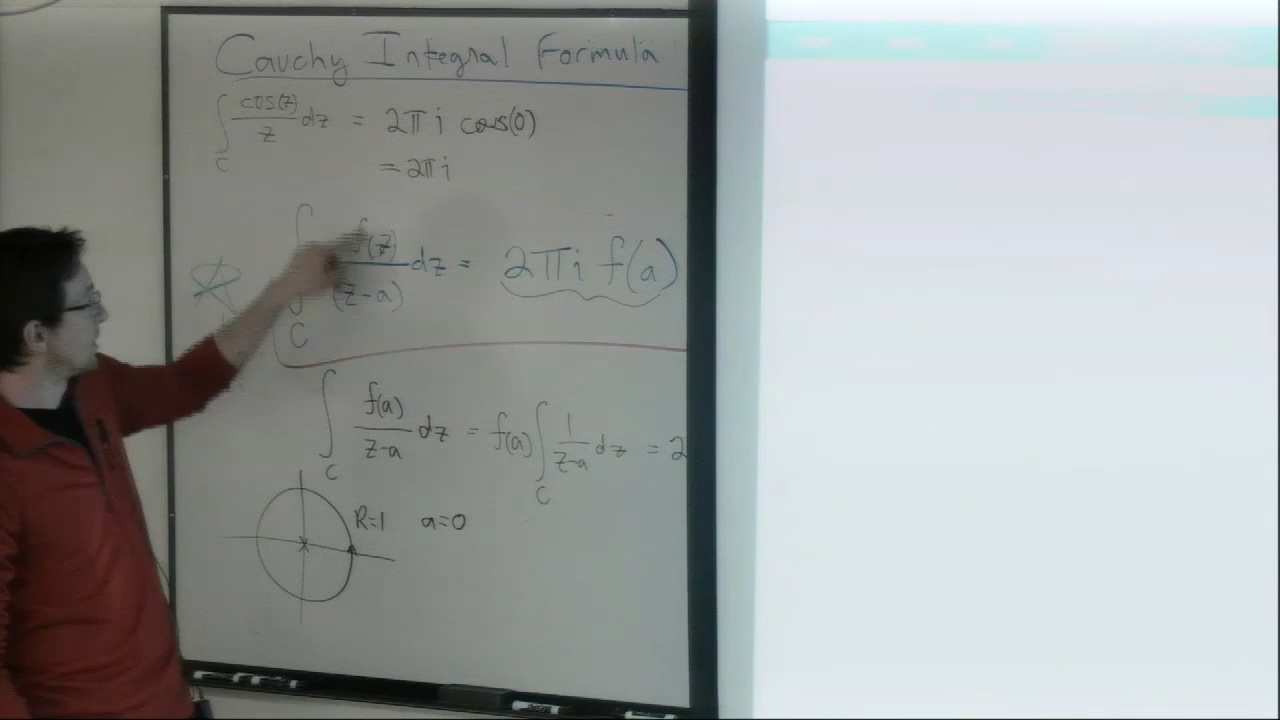 Cauchy Integral Formula
∫_C cos(z)/z dz = 2πi cos(0)
= 2πi
∫_C f(z)/(z-a) dz = 2πi f(a)
∫_C f(a)/z-a dz = f(a) ∫_C 1/z-a dz = 2
R=1 a=0